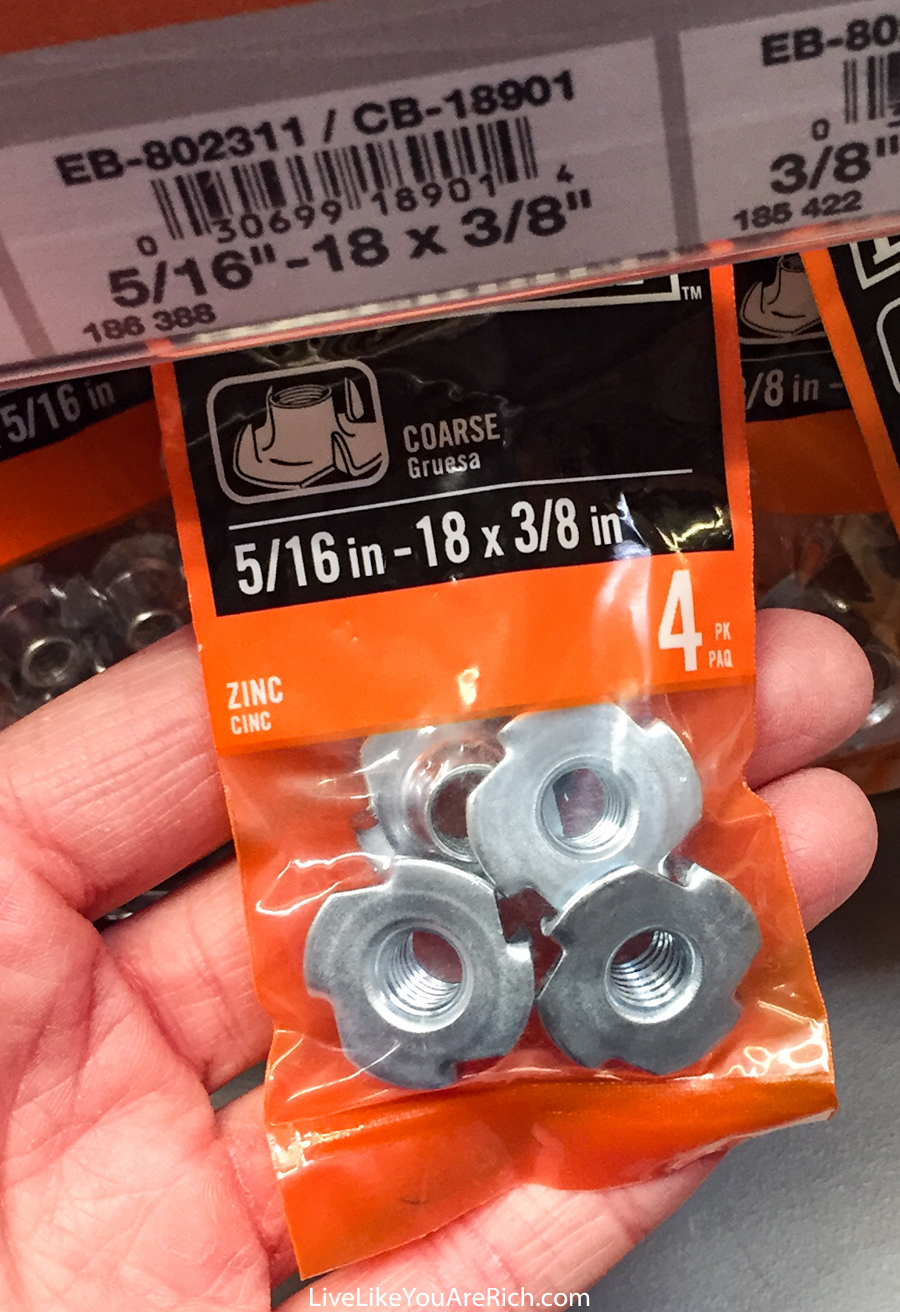 EB-802311 / CB-18901
0 30699 18901 4
5/16"-18 x 3/8"
186 388
EB-80
0
3/8"
185 422
TM
5/16 in
COARSE
Gruesa
5/16 in - 18 x 3/8 in
/8 in -
4 PK
PAQ
ZINC
CINC
LiveLikeYouAreRich.com